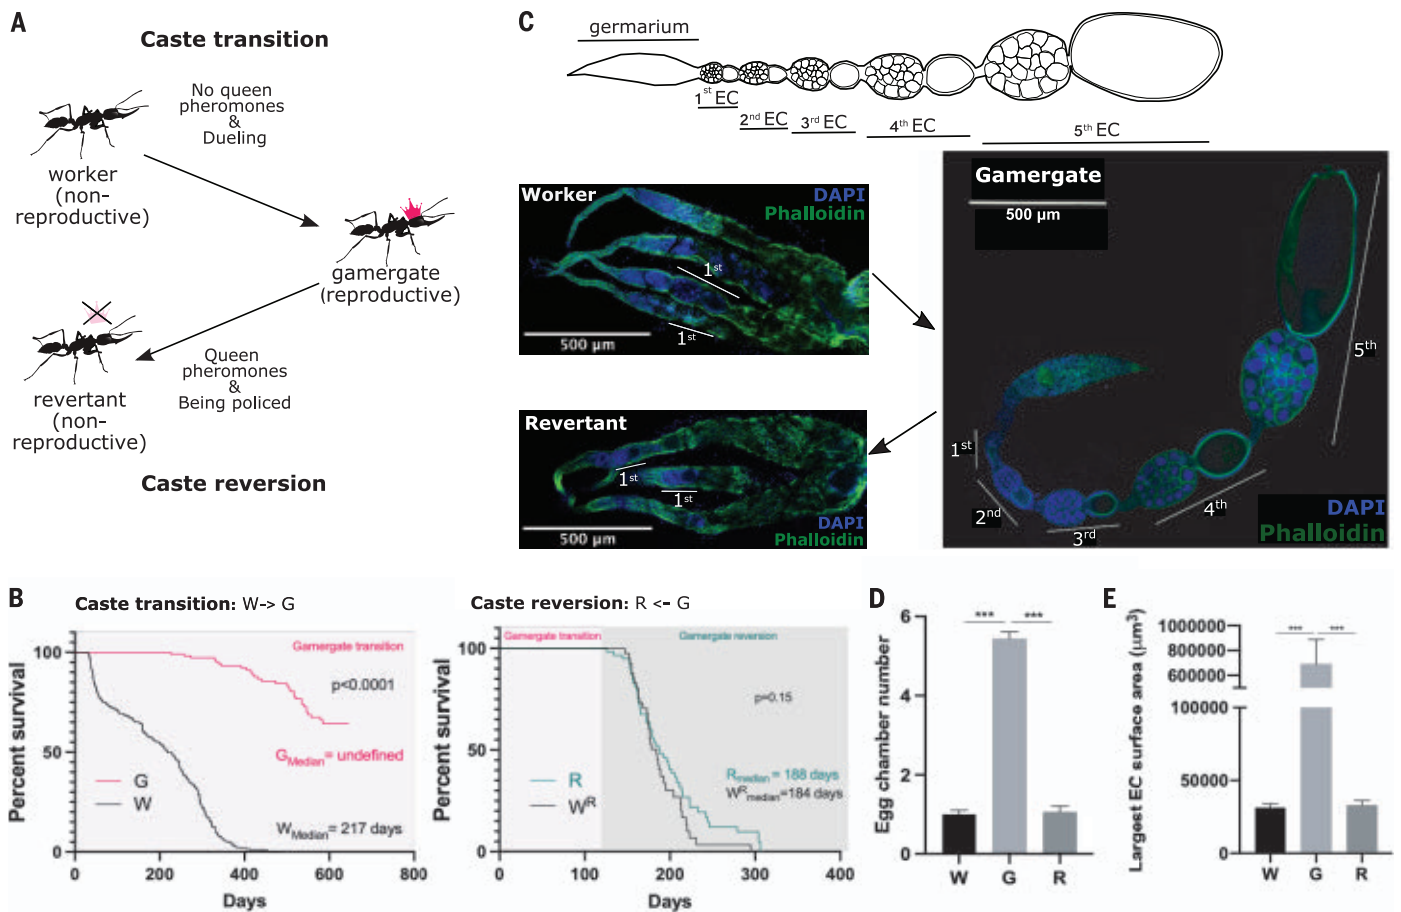 A
Caste transition
No queen
pheromones
&
Dueling
worker
(non-
reproductive)
gamergate
(reproductive)
Queen
pheromones
&
Being policed
revertant
(non-
reproductive)
Caste reversion
C
germarium
1st EC
2nd EC
3rd EC
4th EC
5th EC
Worker
DAPI
Phalloidin
1st
1st
500 µm
Revertant
1st
1st
DAPI
Phalloidin
500 µm
Gamergate
500 µm
1st
2nd
3rd
4th
5th
DAPI
Phalloidin
B
Caste transition: W-> G
Percent survival
100
50
0
Gamergate transition
p<0.0001
GMedian= undefined
G
W
WMedian= 217 days
0
200
400
600
800
Days
Caste reversion: R <- G
Percent survival
100
50
0
Gamergate transition
Gamergate reversion
p=0.15
R
WR
Rmedian= 188 days
WRmedian=184 days
0
100
200
300
400
Days
D
Egg chamber number
6
4
2
0
***
***
W
G
R
E
Largest EC surface area (µm³)
1000000
800000
600000
100000
50000
0
***
***
W
G
R